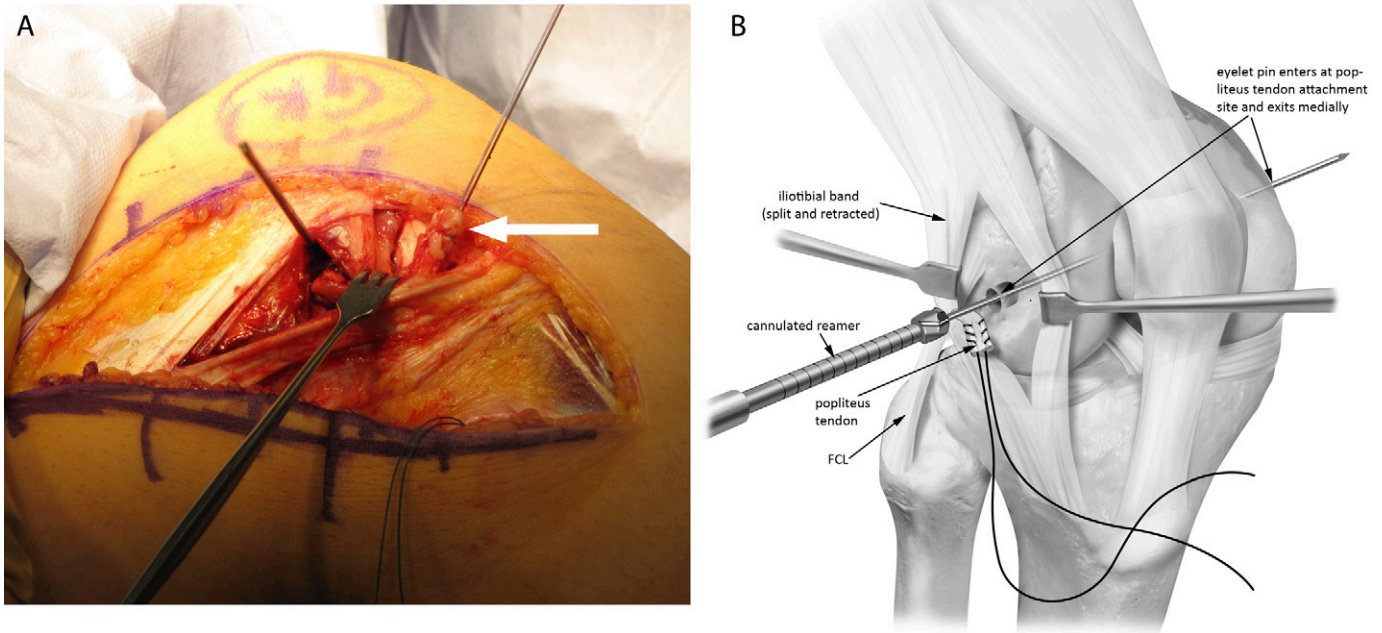 A
B
eyelet pin enters at pop-
liteus tendon attachment
site and exits medially
iliotibial band
(split and retracted)
cannulated reamer
popliteus
tendon
FCL